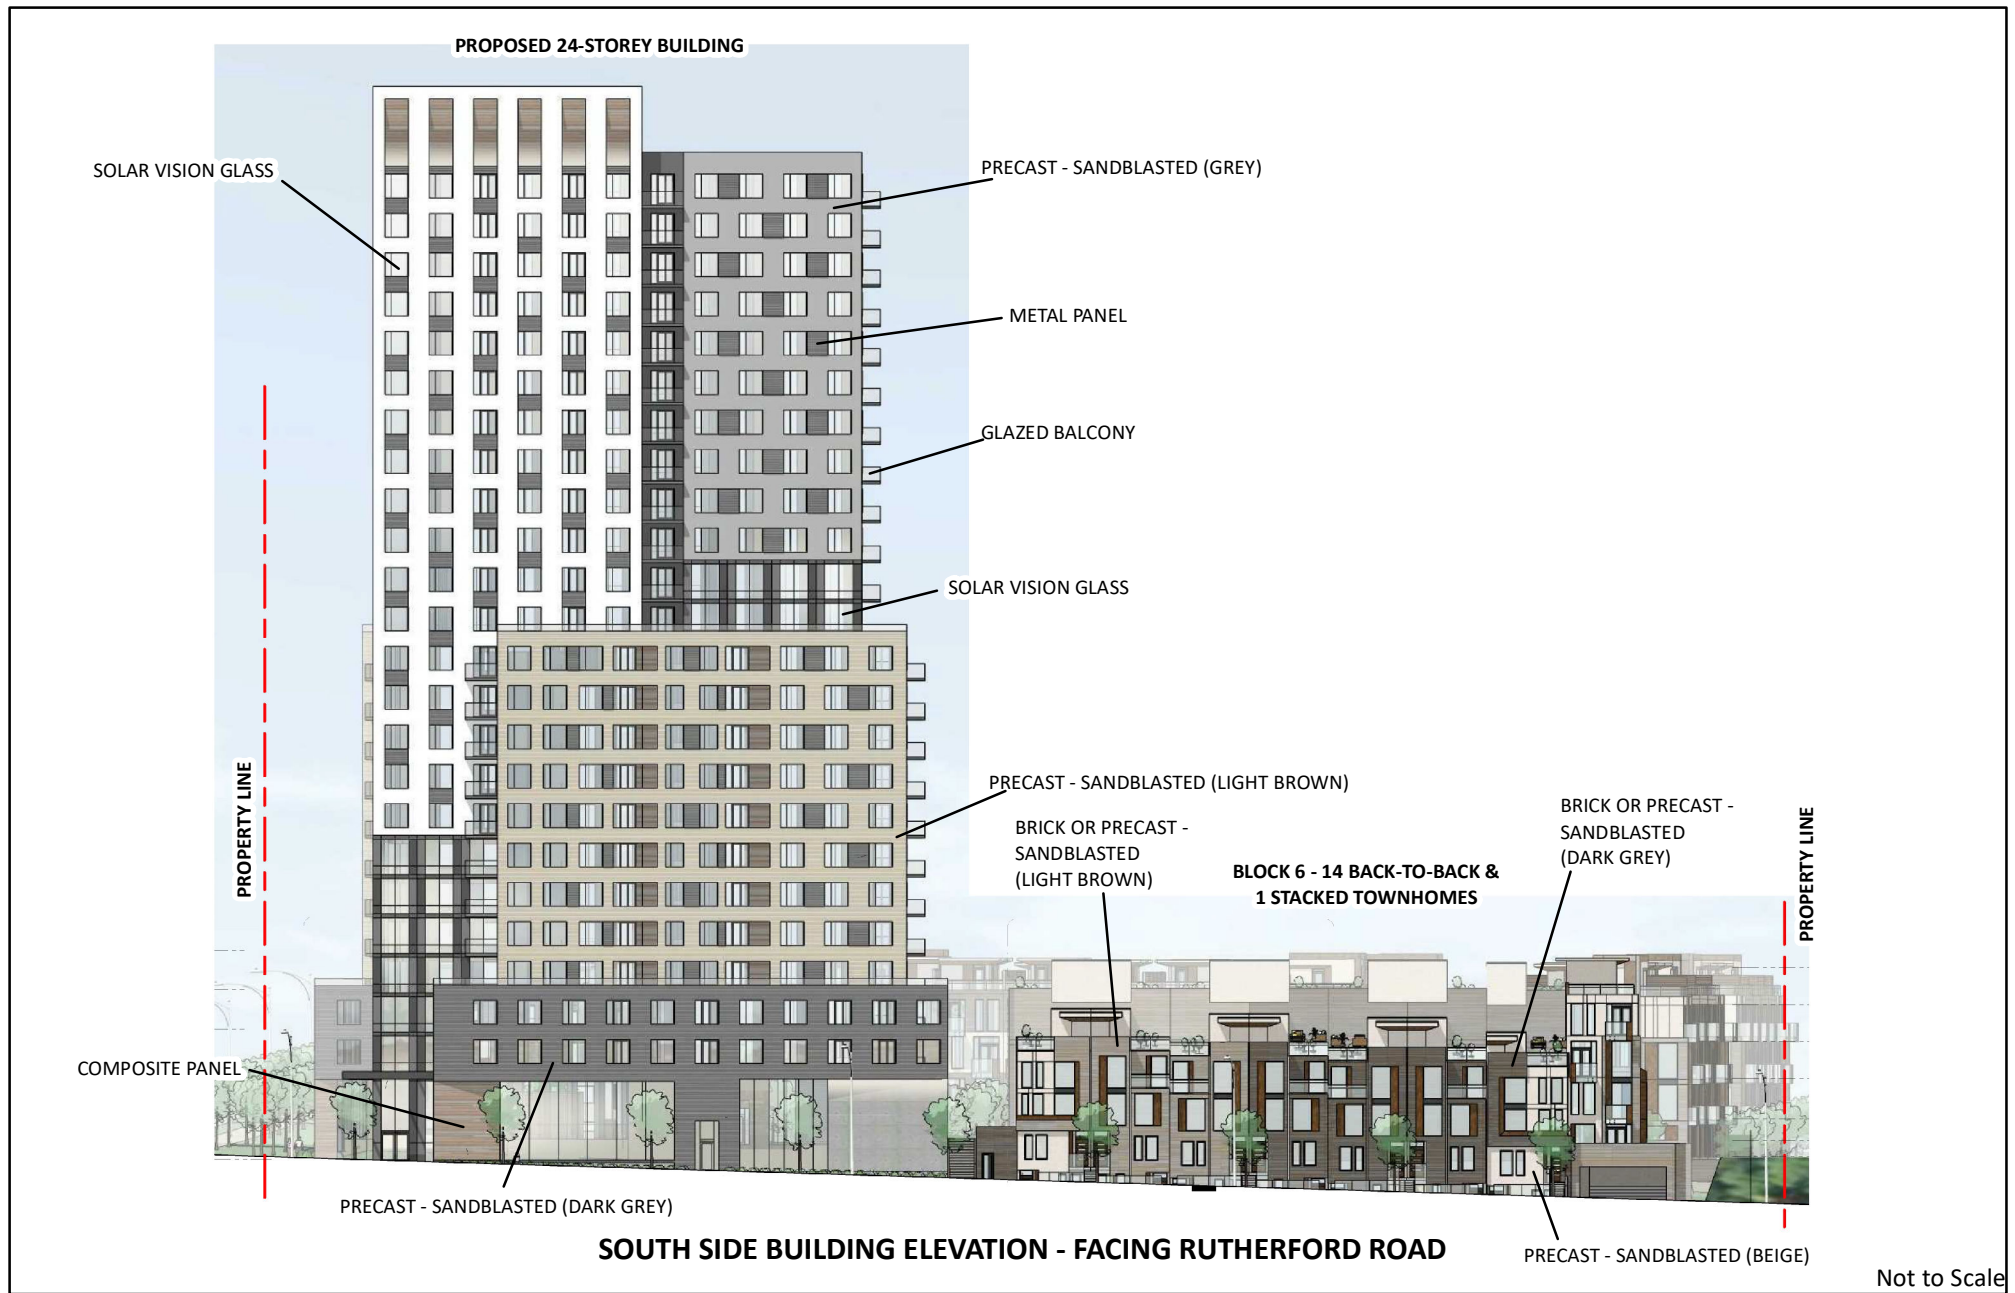 PROPOSED 24-STOREY BUILDING
SOLAR VISION GLASS
PRECAST - SANDBLASTED (GREY)
METAL PANEL
GLAZED BALCONY
SOLAR VISION GLASS
PROPERTY LINE
PRECAST - SANDBLASTED (LIGHT BROWN)
BRICK OR PRECAST -
SANDBLASTED
(LIGHT BROWN)
BLOCK 6 - 14 BACK-TO-BACK &
1 STACKED TOWNHOMES
BRICK OR PRECAST -
SANDBLASTED
(DARK GREY)
PROPERTY LINE
COMPOSITE PANEL
PRECAST - SANDBLASTED (DARK GREY)
SOUTH SIDE BUILDING ELEVATION - FACING RUTHERFORD ROAD
PRECAST - SANDBLASTED (BEIGE)
Not to Scale